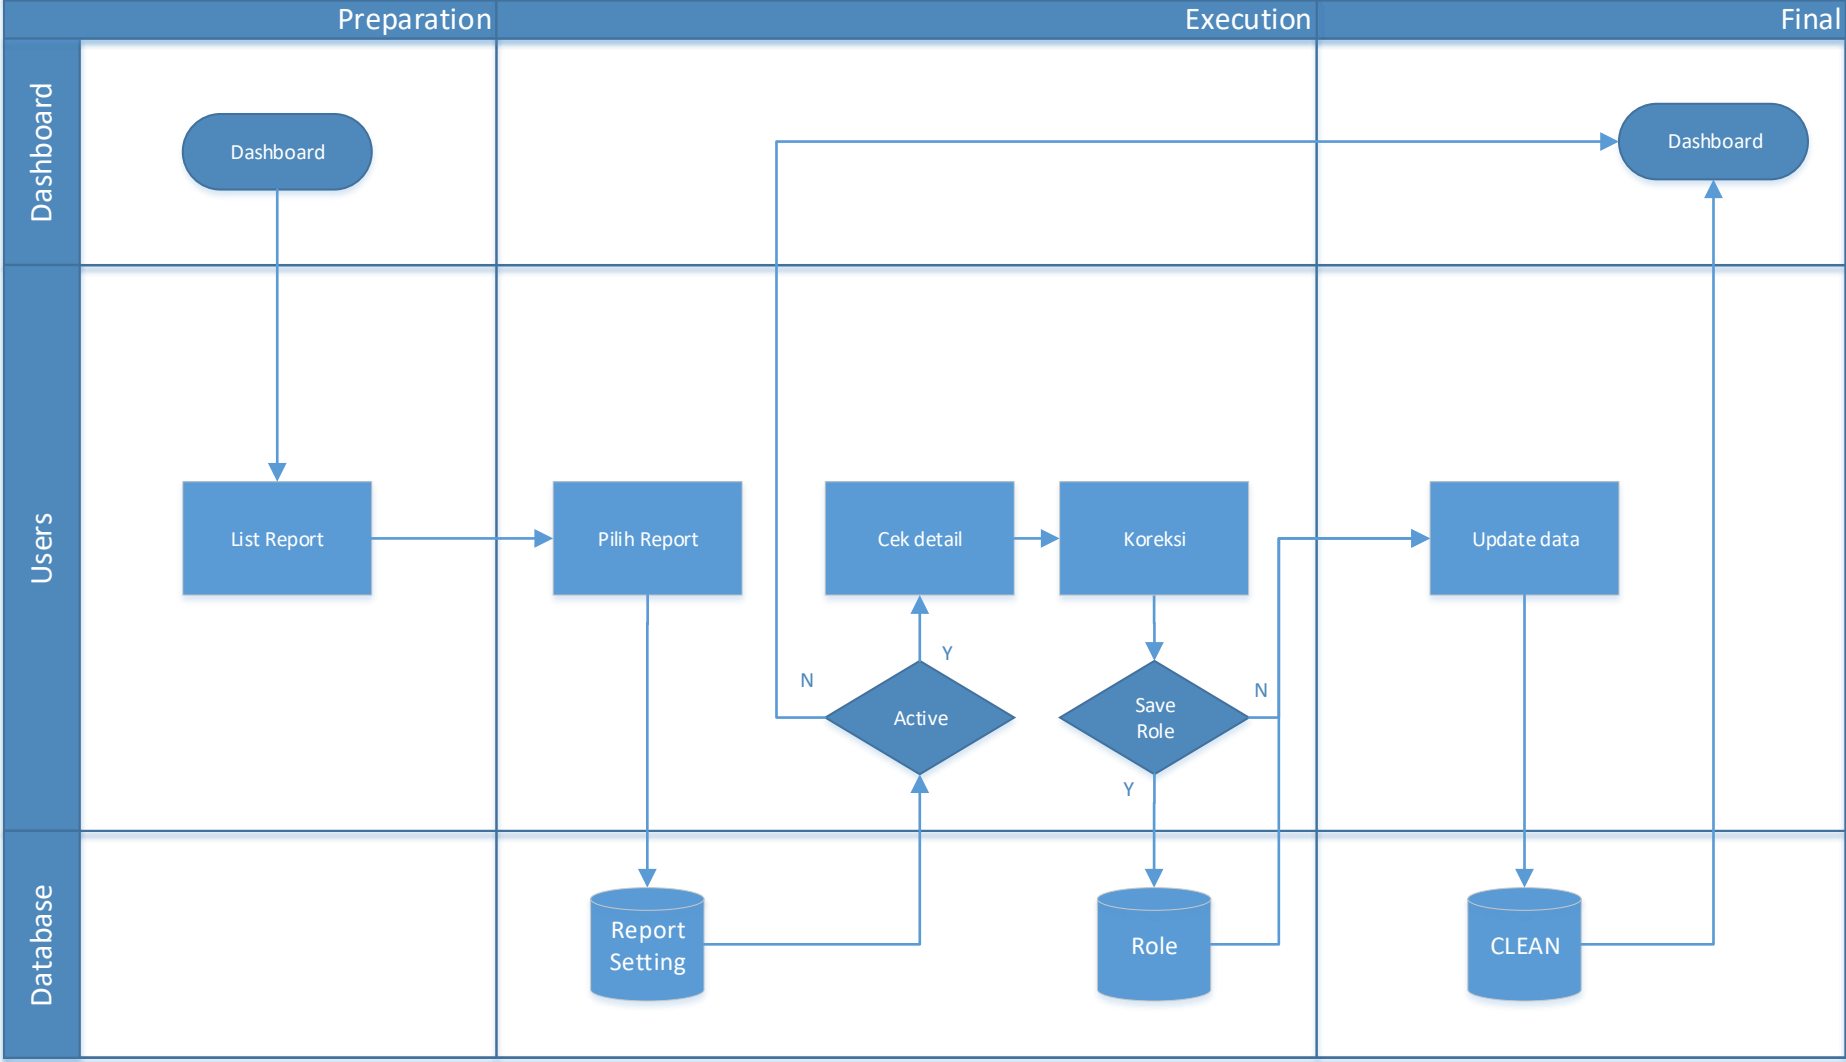 Preparation
Execution
Final
Dashboard
Dashboard
Dashboard
Users
List Report
Pilih Report
Cek detail
Koreksi
Update data
Y
N
N
Active
Save
Role
Y
Database
Report
Setting
Role
CLEAN